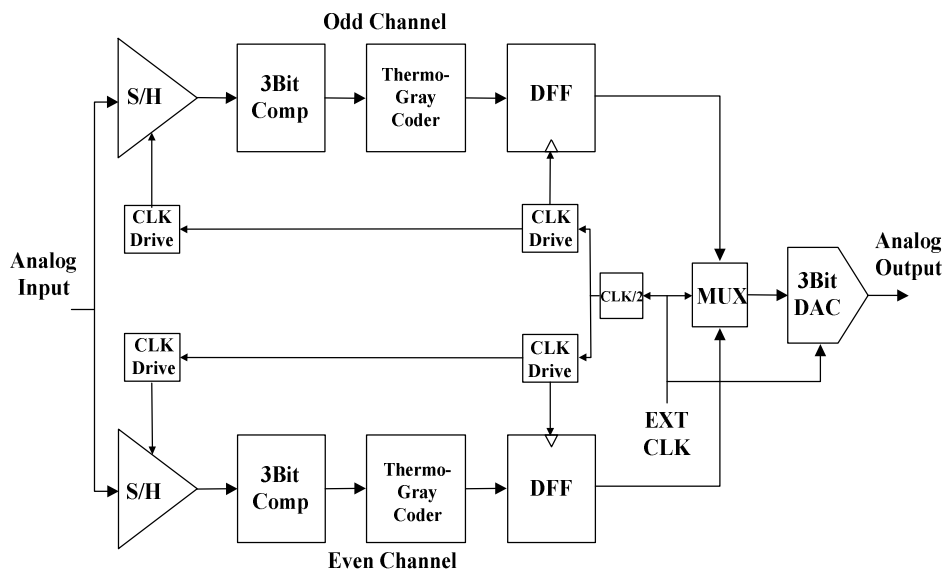 Odd Channel
S/H
3Bit
Comp
Thermo-
Gray
Coder
DFF
CLK
Drive
CLK
Drive
Analog
Input
CLK/2
MUX
3Bit
DAC
Analog
Output
CLK
Drive
CLK
Drive
EXT
CLK
S/H
3Bit
Comp
Thermo-
Gray
Coder
DFF
Even Channel